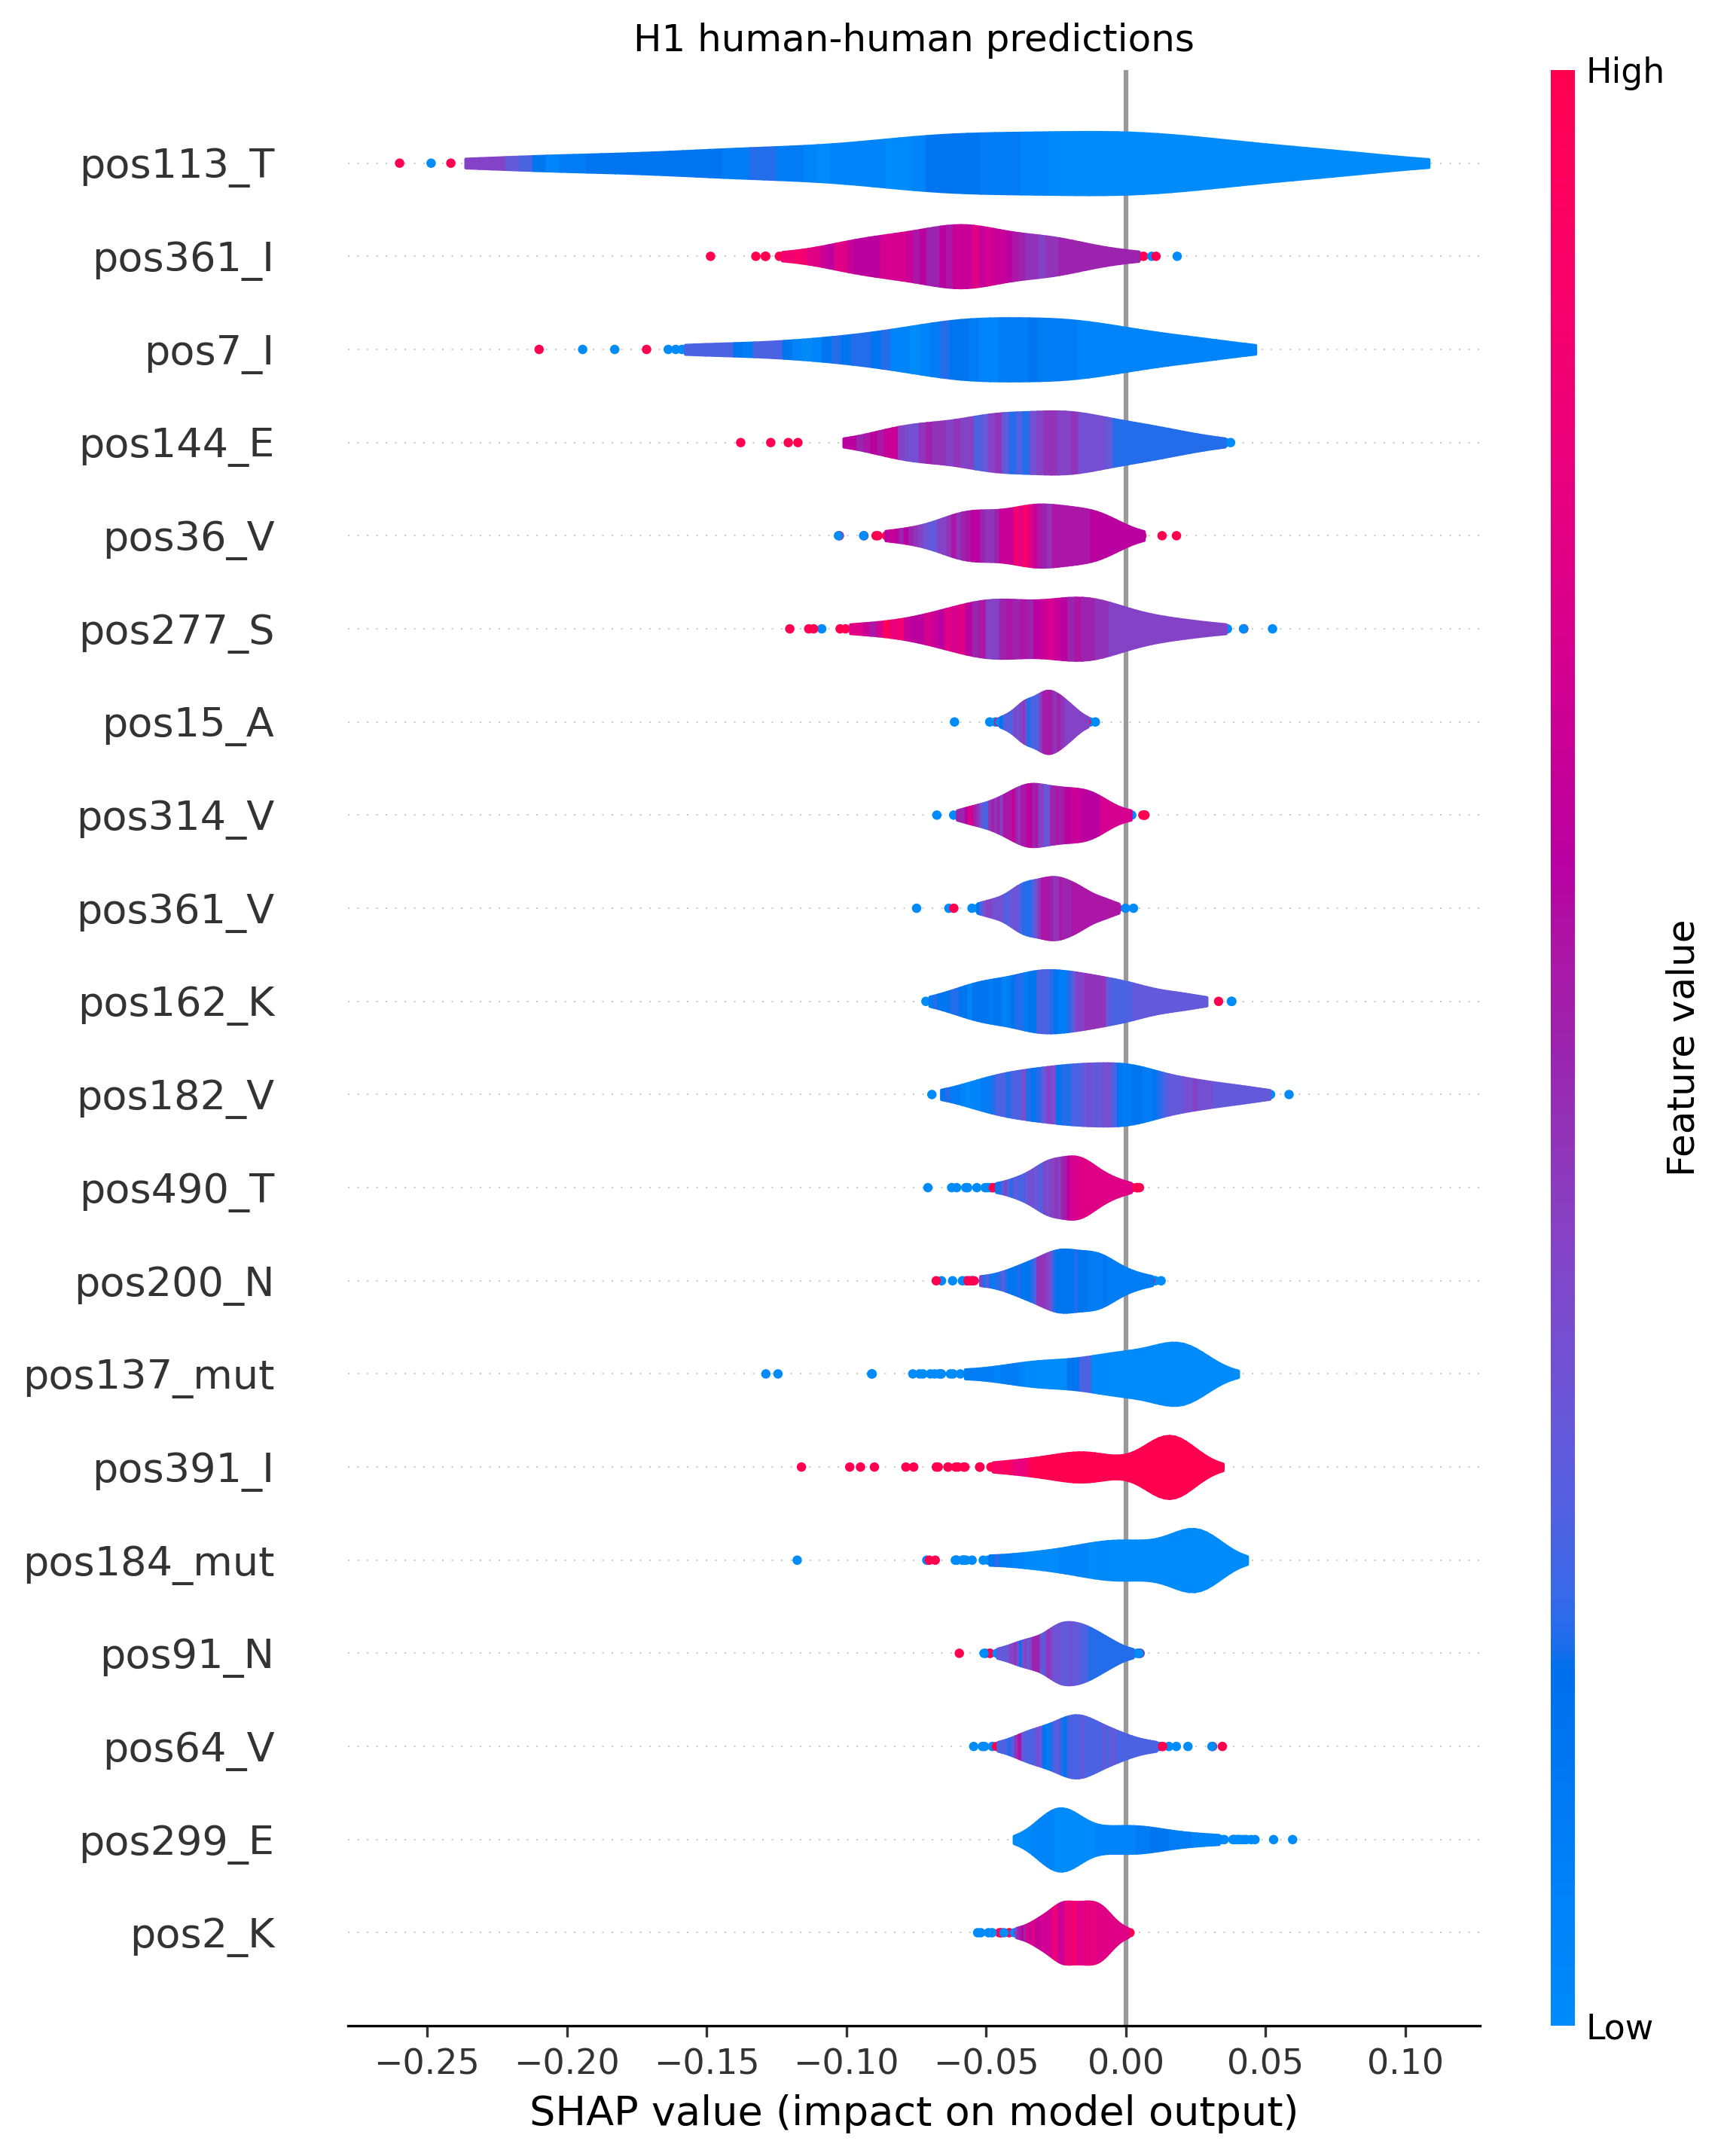 H1 human-human predictions
High
pos113_T
pos361_I
pos7_I
pos144_E
pos36_V
pos277_S
pos15_A
pos314_V
pos361_V
pos162_K
pos182_V
pos490_T
pos200_N
pos137_mut
pos391_I
pos184_mut
pos91_N
pos64_V
pos299_E
pos2_K
Feature value
Low
−0.25 −0.20 −0.15 −0.10 −0.05 0.00 0.05 0.10
SHAP value (impact on model output)